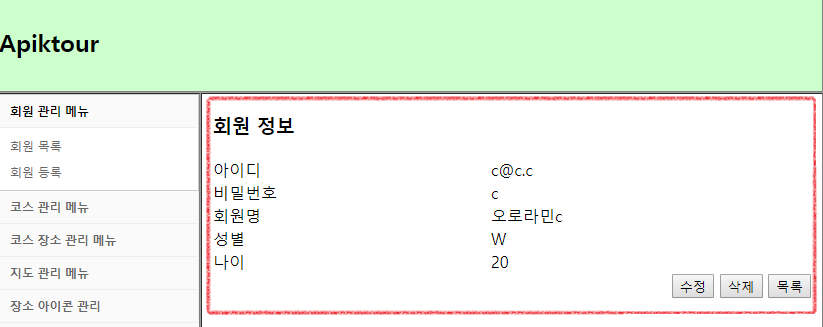 Apiktour
회원 관리 메뉴
회원 목록
회원 등록
코스 관리 메뉴
코스 장소 관리 메뉴
지도 관리 메뉴
장소 아이콘 관리
회원 정보
아이디 c@c.c
비밀번호 c
회원명 오로라민c
성별 W
나이 20
수정 삭제 목록